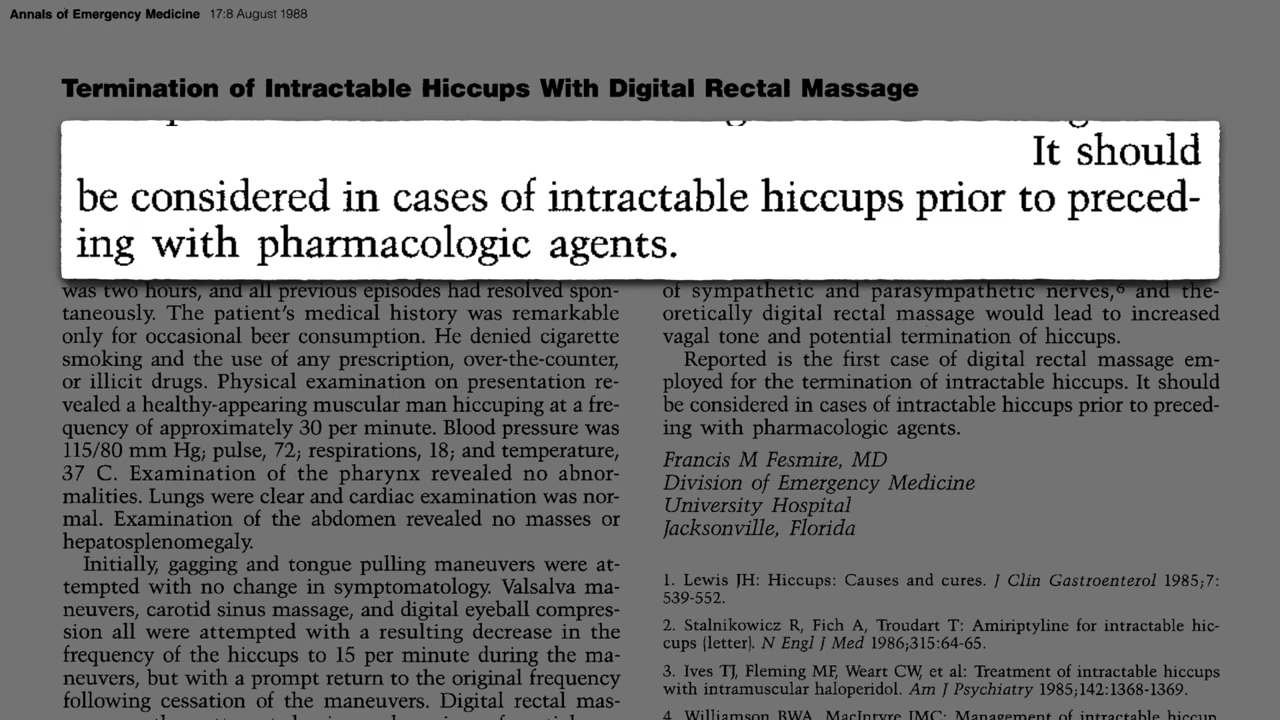 Annals of Emergency Medicine 17:8 August 1988
Termination of Intractable Hiccups With Digital Rectal Massage
It should
be considered in cases of intractable hiccups prior to preced-
ing with pharmacologic agents.
was two hours, and all previous episodes had resolved spon-
taneously. The patient's medical history was remarkable
only for occasional beer consumption. He denied cigarette
smoking and the use of any prescription, over-the-counter,
or illicit drugs. Physical examination on presentation re-
vealed a healthy-appearing muscular man hiccuping at a fre-
quency of approximately 30 per minute. Blood pressure was
115/80 mm Hg; pulse, 72; respirations, 18; and temperature,
37 C. Examination of the pharynx revealed no abnor-
malities. Lungs were clear and cardiac examination was nor-
mal. Examination of the abdomen revealed no masses or
hepatosplenomegaly.
Initially, gagging and tongue pulling maneuvers were at-
tempted with no change in symptomatology. Valsalva ma-
neuvers, carotid sinus massage, and digital eyeball compres-
sion all were attempted with a resulting decrease in the
frequency of the hiccups to 15 per minute during the ma-
neuvers, but with a prompt return to the original frequency
following cessation of the maneuvers. Digital rectal mas-
of sympathetic and parasympathetic nerves,6 and the-
oretically digital rectal massage would lead to increased
vagal tone and potential termination of hiccups.
Reported is the first case of digital rectal massage em-
ployed for the termination of intractable hiccups. It should
be considered in cases of intractable hiccups prior to preced-
ing with pharmacologic agents.
Francis M Fesmire, MD
Division of Emergency Medicine
University Hospital
Jacksonville, Florida
1. Lewis JH: Hiccups: Causes and cures. J Clin Gastroenterol 1985;7:
539-552.
2. Stalnikowicz R, Fich A, Troudart T: Amiriptyline for intractable hic-
cups (letter). N Engl J Med 1986;315:64-65.
3. Ives TJ, Fleming MF, Weart CW, et al: Treatment of intractable hiccups
with intramuscular haloperidol. Am J Psychiatry 1985;142:1368-1369.
4. Williamson BWA, MacIntyre IMC: Management of intractable hiccup.